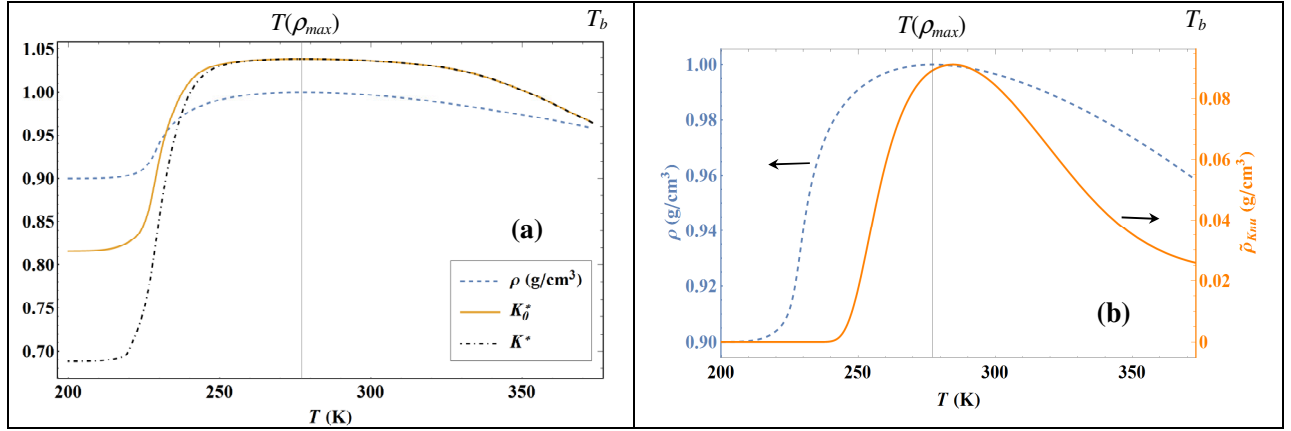 T(ρmax)
Tb
1.05
1.00
0.95
0.90
0.85
0.80
0.75
0.70
200
250
300
350
T (K)
(a)
ρ (g/cm³)
K₀*
K*
T(ρmax)
Tb
1.00
0.98
0.96
0.94
0.92
0.90
ρ (g/cm³)
0.08
0.06
0.04
0.02
0
ρ̃Knu (g/cm³)
200
250
300
350
T (K)
(b)